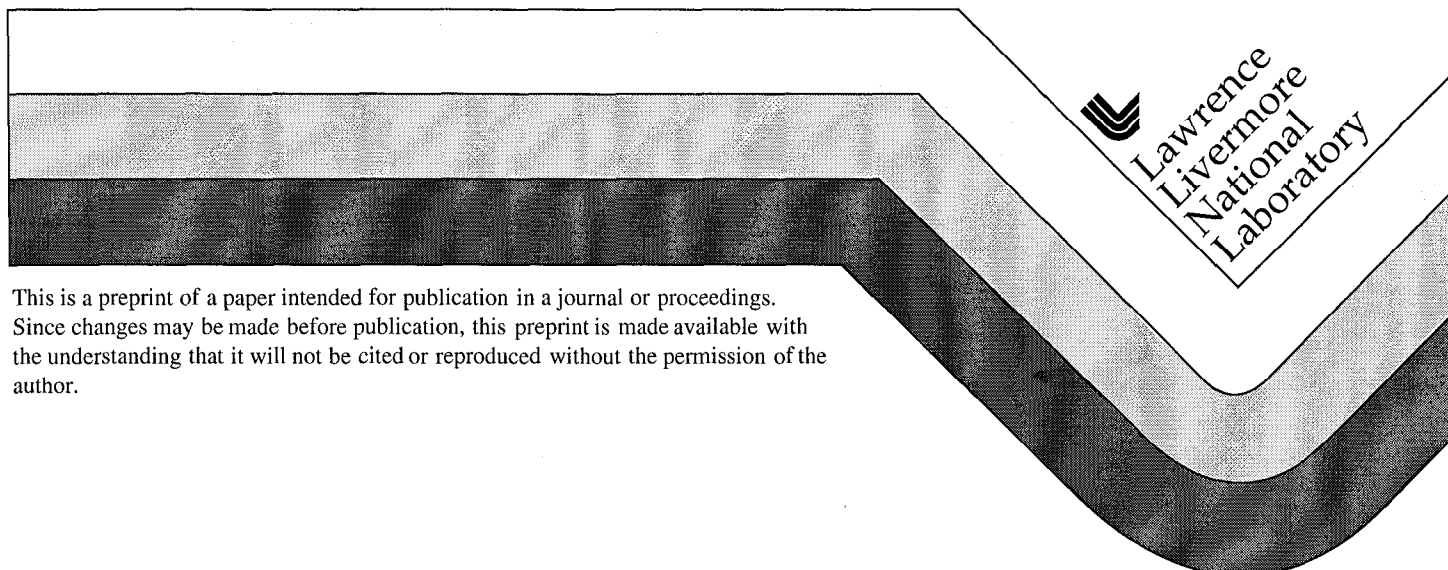 Lawrence
Livermore
National
Laboratory
This is a preprint of a paper intended for publication in a journal or proceedings.
Since changes may be made before publication, this preprint is made available with
the understanding that it will not be cited or reproduced without the permission of the
author.